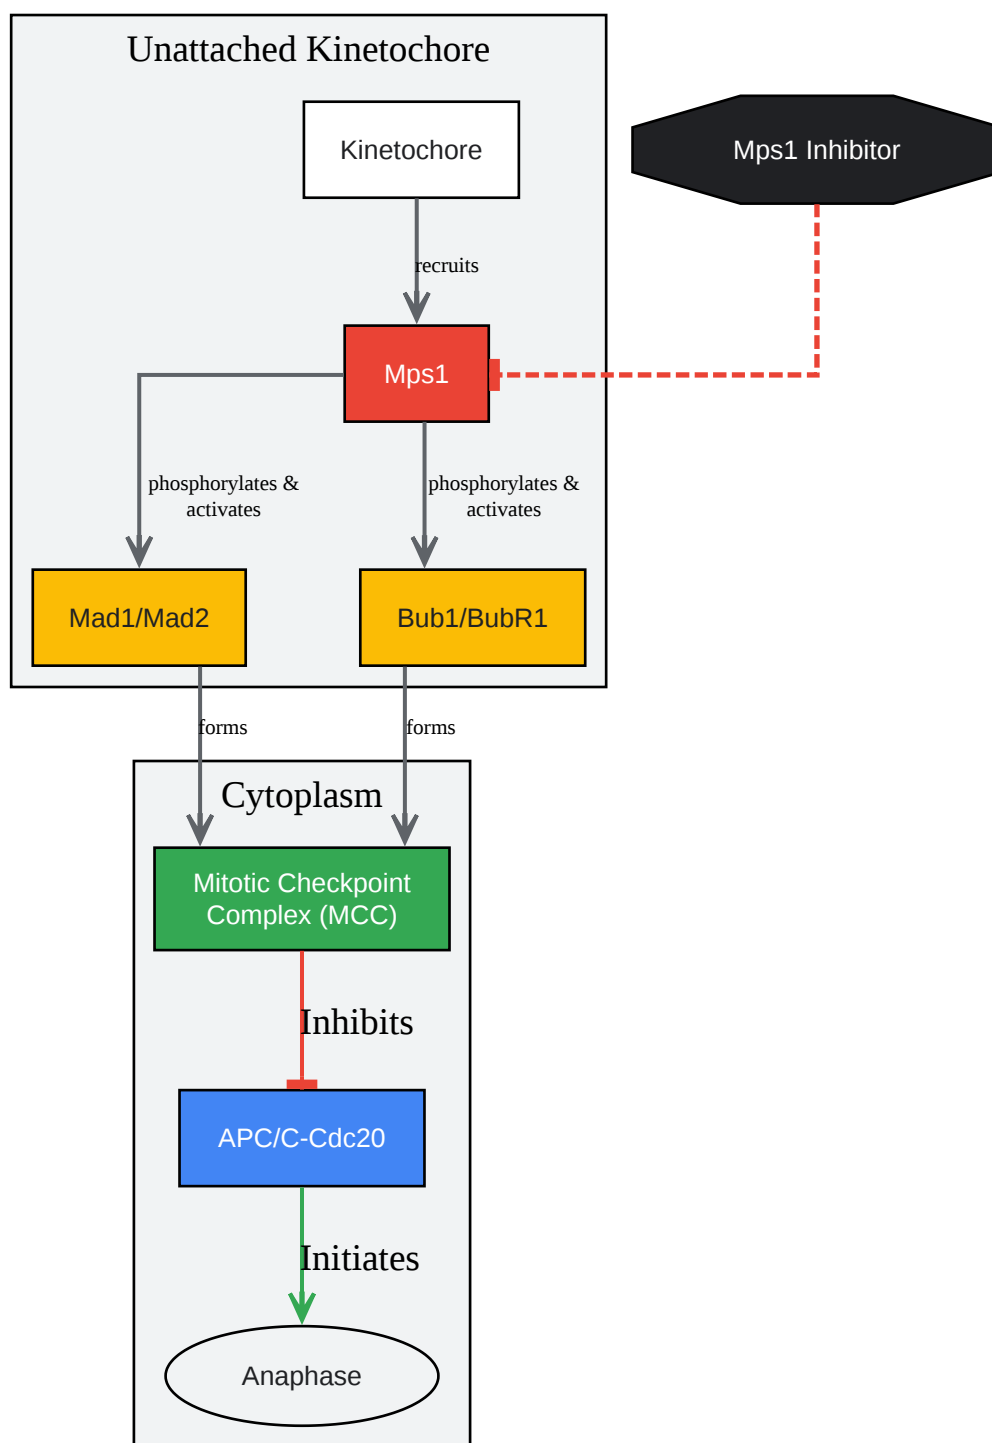 Unattached Kinetochore
Kinetochore
Mps1 Inhibitor
recruits
Mps1
phosphorylates &
activates
phosphorylates &
activates
Mad1/Mad2
Bub1/BubR1
forms
forms
Cytoplasm
Mitotic Checkpoint
Complex (MCC)
Inhibits
APC/C-Cdc20
Initiates
Anaphase